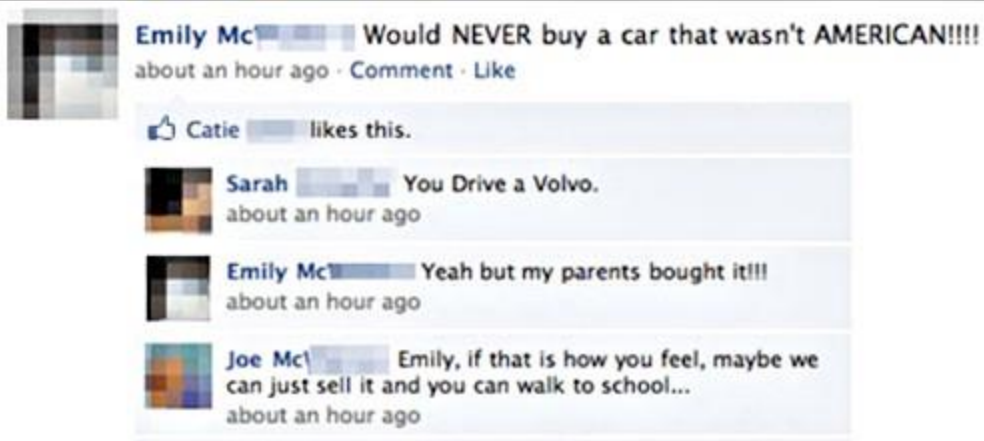 Emily Mc Would NEVER buy a car that wasn't AMERICAN!!!!
about an hour ago · Comment · Like
Catie likes this.
Sarah You Drive a Volvo.
about an hour ago
Emily Mc Yeah but my parents bought it!!!
about an hour ago
Joe Mc Emily, if that is how you feel, maybe we
can just sell it and you can walk to school...
about an hour ago